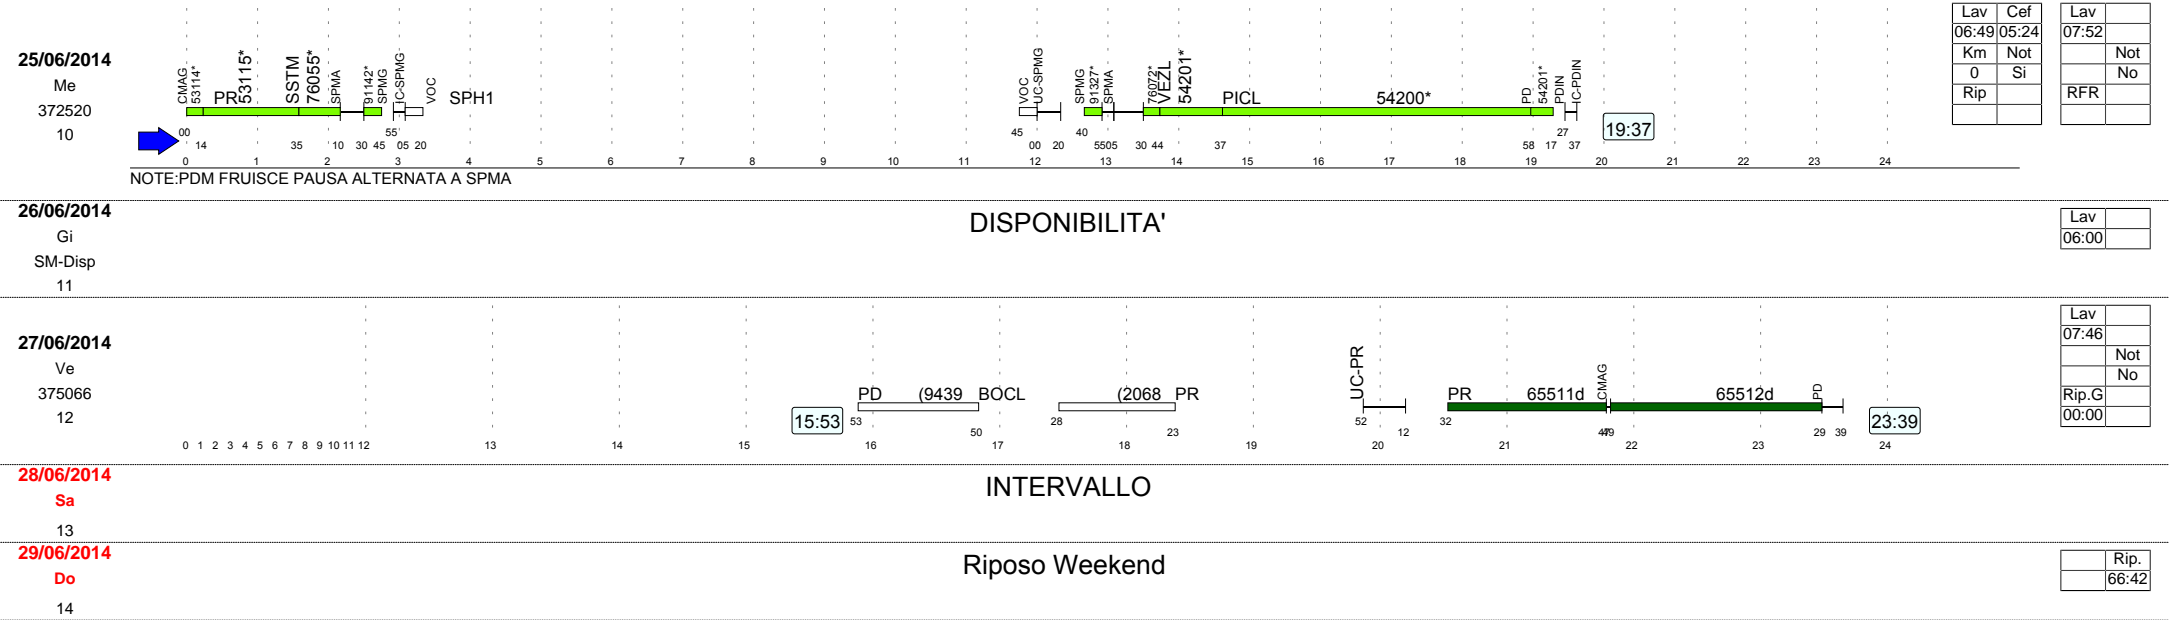 Lav Cef Lav
06:49 05:24 07:52
Km Not Not
0 Si No
Rip RFR
25/06/2014
Me
372520
10
CMAG 53114* PR 53115* SSTM 76055* SPMA 91142* SPMG IC-SPMG VOC SPH1 VOC UC-SPMG SPMG 91327* SPMA 76072* VEZL 54201* PICL 54200* PD 54201* PDIN IC-PDIN
00 14 35 10 30 45 55 05 20 45 00 20 40 55 05 30 44 37 58 17 27 37
19:37
0 1 2 3 4 5 6 7 8 9 10 11 12 13 14 15 16 17 18 19 20 21 22 23 24
NOTE:PDM FRUISCE PAUSA ALTERNATA A SPMA
26/06/2014
Gi
SM-Disp
11
DISPONIBILITA'
Lav
06:00
27/06/2014
Ve
375066
12
PD (9439 BOCL (2068 PR UC-PR PR 65511d CMAG 65512d PD
15:53 53 50 28 23 52 12 32 47 49 29 39 23:39
0 1 2 3 4 5 6 7 8 9 10 11 12 13 14 15 16 17 18 19 20 21 22 23 24
Lav
07:46
Not
No
Rip.G
00:00
28/06/2014
Sa
13
INTERVALLO
29/06/2014
Do
14
Riposo Weekend
Rip.
66:42